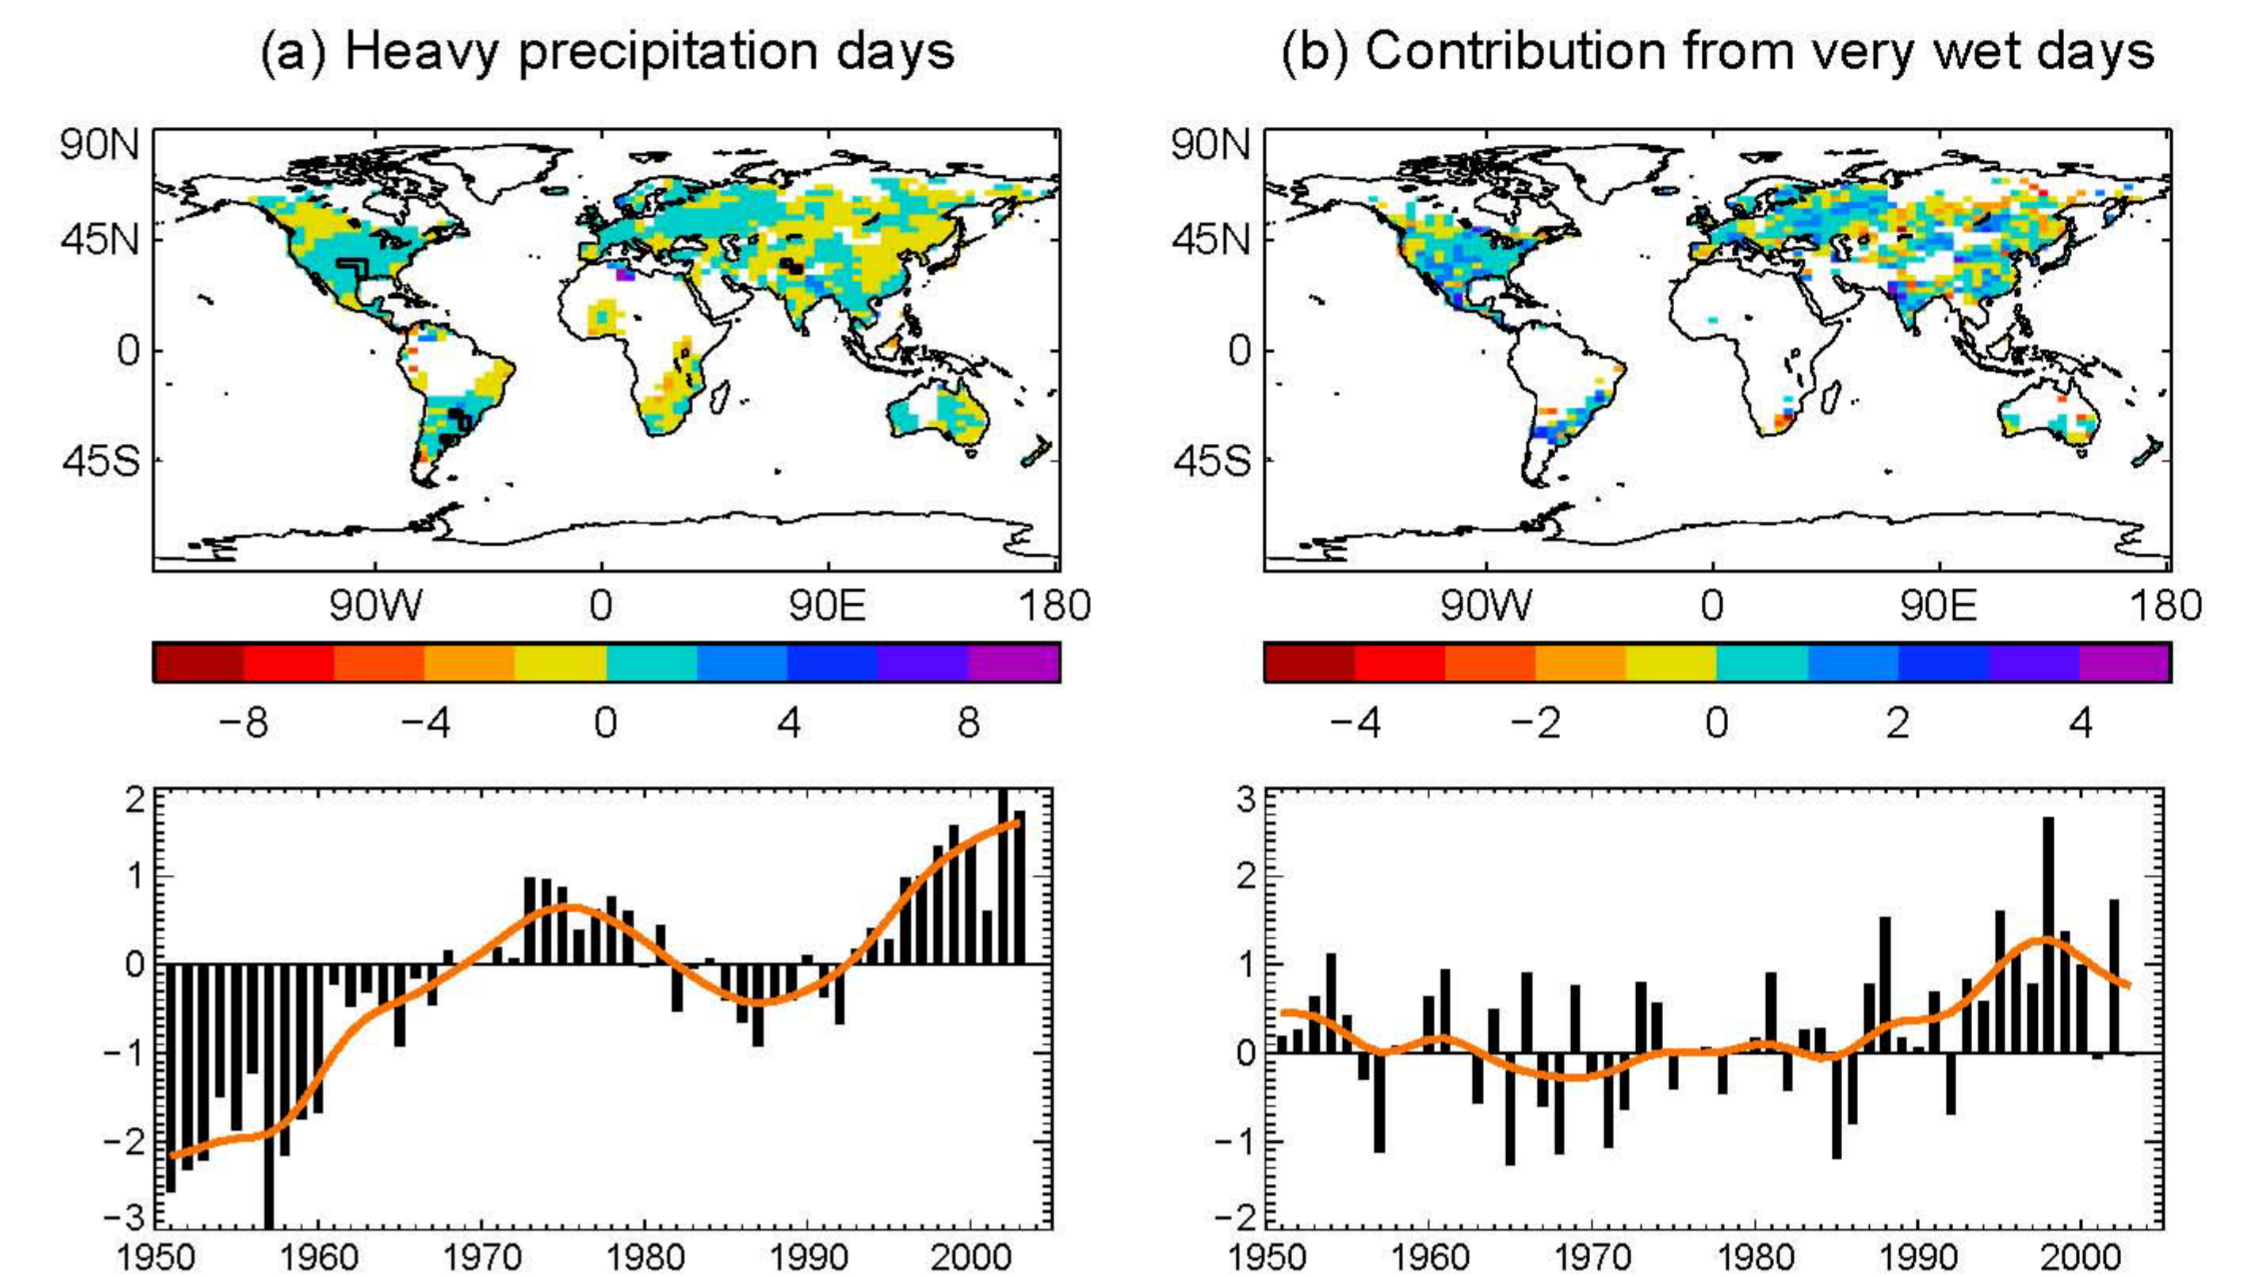 (a) Heavy precipitation days
90N
45N
0
45S
90W 0 90E 180
−8 −4 0 4 8
2
1
0
−1
−2
−3
1950 1960 1970 1980 1990 2000
(b) Contribution from very wet days
90N
45N
0
45S
90W 0 90E 180
−4 −2 0 2 4
3
2
1
0
−1
−2
1950 1960 1970 1980 1990 2000